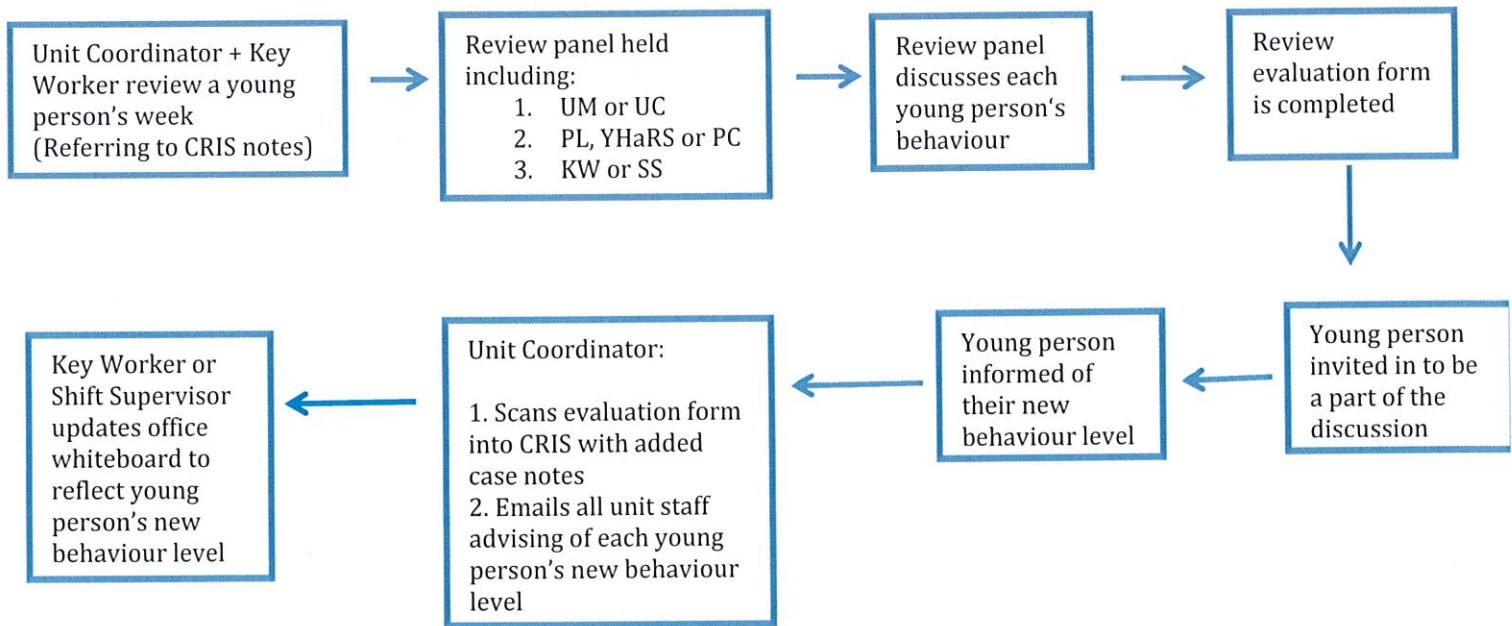 Unit Coordinator + Key
Worker review a young
person's week
(Referring to CRIS notes)
Review panel held
including:
1. UM or UC
2. PL, YHaRS or PC
3. KW or SS
Review panel
discusses each
young person‘s
behaviour
Review
evaluation form
is completed
Young person
invited in to be
a part of the
discussion
Young person
informed of
their new
behaviour level
Unit Coordinator:
1. Scans evaluation form
into CRIS with added
case notes
2. Emails all unit staff
advising of each young
person's new behaviour
level
Key Worker or
Shift Supervisor
updates office
whiteboard to
reflect young
person's new
behaviour level